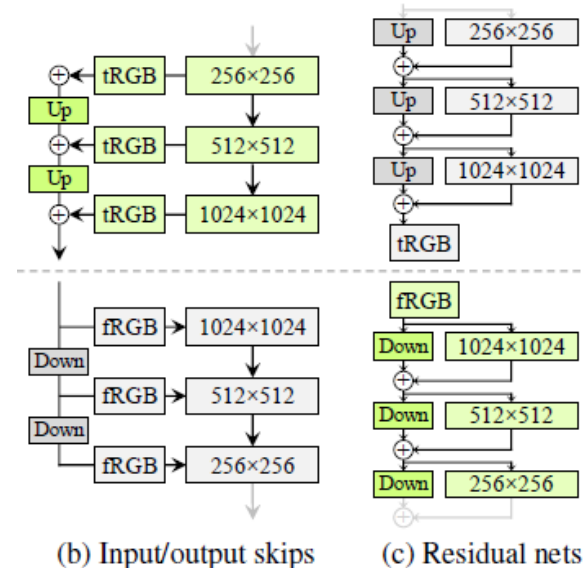 tRGB 256×256
Up
tRGB 512×512
Up
tRGB 1024×1024
fRGB 1024×1024
Down
fRGB 512×512
Down
fRGB 256×256
(b) Input/output skips
Up 256×256
Up 512×512
Up 1024×1024
tRGB
fRGB
Down 1024×1024
Down 512×512
Down 256×256
(c) Residual nets